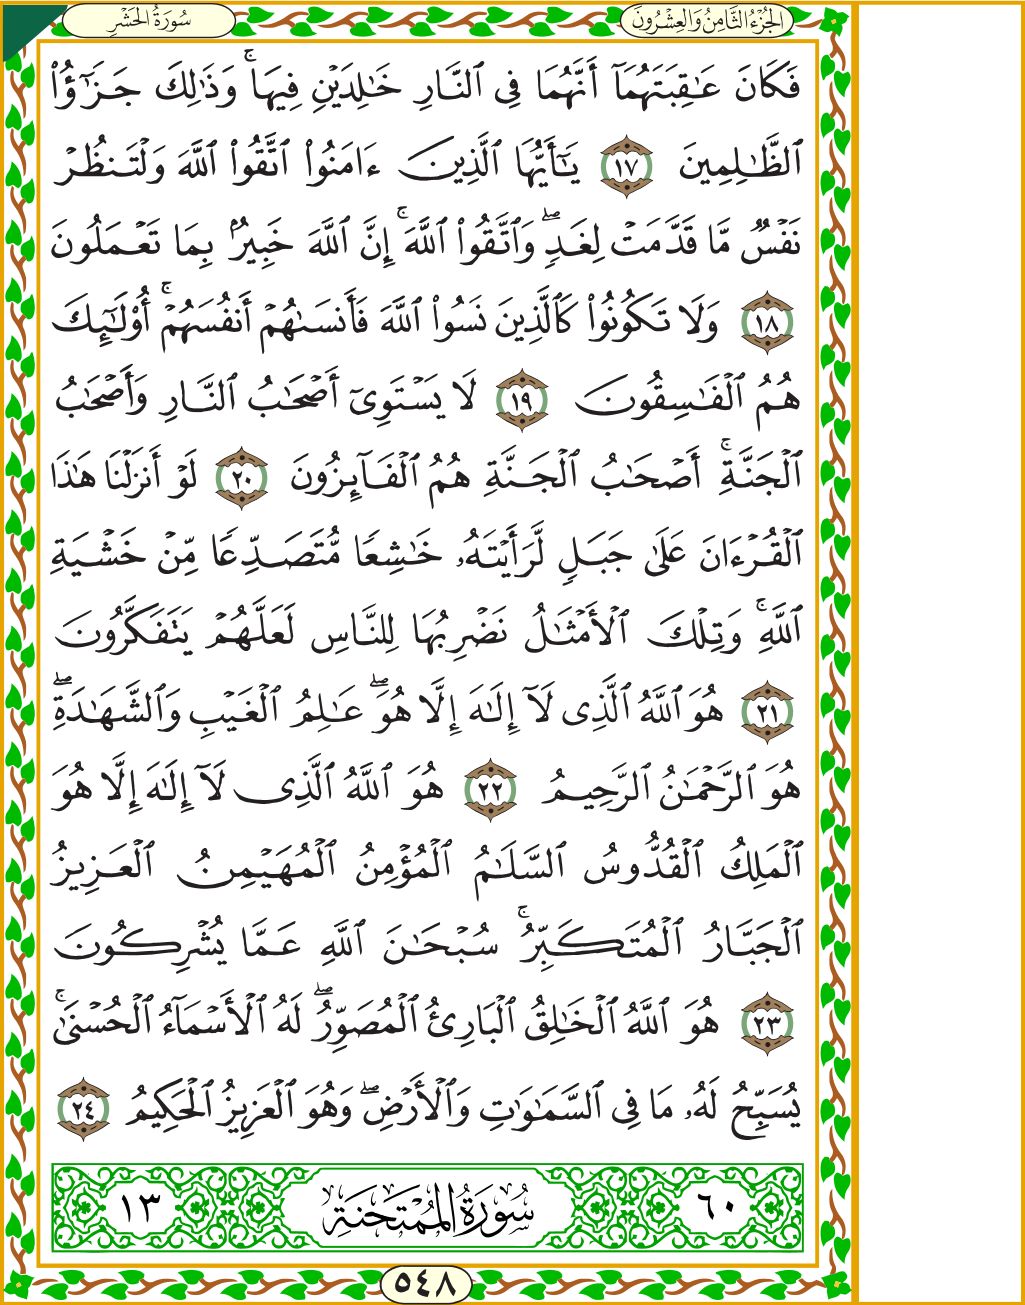 سُورَةُ الحَشْرِ
الجُزْءُ الثَّامِنُ وَالعِشْرُونَ
فَكَانَ عَٰقِبَتَهُمَآ أَنَّهُمَا فِى ٱلنَّارِ خَٰلِدَيْنِ فِيهَا ۚ وَذَٰلِكَ جَزَٰٓؤُا۟
ٱلظَّٰلِمِينَ ١٧ يَٰٓأَيُّهَا ٱلَّذِينَ ءَامَنُوا۟ ٱتَّقُوا۟ ٱللَّهَ وَلْتَنظُرْ
نَفْسٌ مَّا قَدَّمَتْ لِغَدٍ ۖ وَٱتَّقُوا۟ ٱللَّهَ ۚ إِنَّ ٱللَّهَ خَبِيرٌۢ بِمَا تَعْمَلُونَ
١٨ وَلَا تَكُونُوا۟ كَٱلَّذِينَ نَسُوا۟ ٱللَّهَ فَأَنسَىٰهُمْ أَنفُسَهُمْ ۚ أُو۟لَٰٓئِكَ
هُمُ ٱلْفَٰسِقُونَ ١٩ لَا يَسْتَوِىٓ أَصْحَٰبُ ٱلنَّارِ وَأَصْحَٰبُ
ٱلْجَنَّةِ ۚ أَصْحَٰبُ ٱلْجَنَّةِ هُمُ ٱلْفَآئِزُونَ ٢٠ لَوْ أَنزَلْنَا هَٰذَا
ٱلْقُرْءَانَ عَلَىٰ جَبَلٍ لَّرَأَيْتَهُۥ خَٰشِعًا مُّتَصَدِّعًا مِّنْ خَشْيَةِ
ٱللَّهِ ۚ وَتِلْكَ ٱلْأَمْثَٰلُ نَضْرِبُهَا لِلنَّاسِ لَعَلَّهُمْ يَتَفَكَّرُونَ
٢١ هُوَ ٱللَّهُ ٱلَّذِى لَآ إِلَٰهَ إِلَّا هُوَ ۖ عَٰلِمُ ٱلْغَيْبِ وَٱلشَّهَٰدَةِ ۖ
هُوَ ٱلرَّحْمَٰنُ ٱلرَّحِيمُ ٢٢ هُوَ ٱللَّهُ ٱلَّذِى لَآ إِلَٰهَ إِلَّا هُوَ
ٱلْمَلِكُ ٱلْقُدُّوسُ ٱلسَّلَٰمُ ٱلْمُؤْمِنُ ٱلْمُهَيْمِنُ ٱلْعَزِيزُ
ٱلْجَبَّارُ ٱلْمُتَكَبِّرُ ۚ سُبْحَٰنَ ٱللَّهِ عَمَّا يُشْرِكُونَ
٢٣ هُوَ ٱللَّهُ ٱلْخَٰلِقُ ٱلْبَارِئُ ٱلْمُصَوِّرُ ۖ لَهُ ٱلْأَسْمَآءُ ٱلْحُسْنَىٰ ۚ
يُسَبِّحُ لَهُۥ مَا فِى ٱلسَّمَٰوَٰتِ وَٱلْأَرْضِ ۖ وَهُوَ ٱلْعَزِيزُ ٱلْحَكِيمُ ٢٤
٦٠ سُورَةُ المُمْتَحنَةِ ١٣
٥٤٨